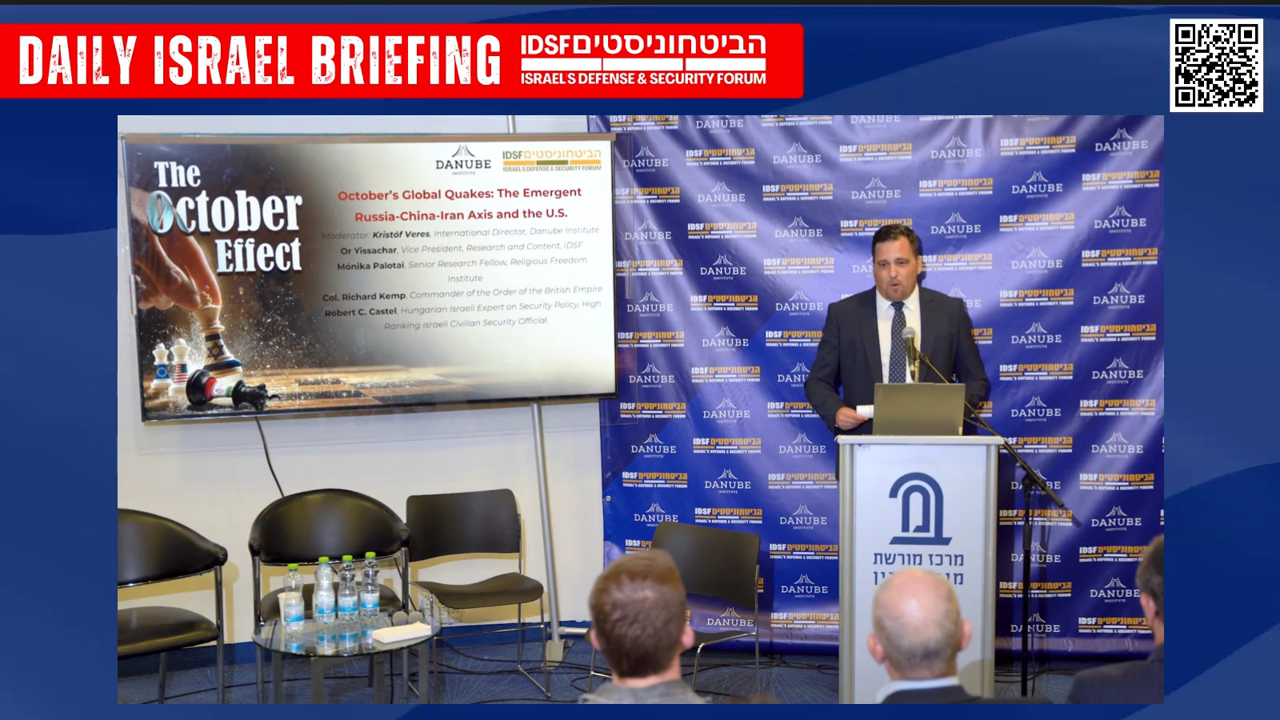 DAILY ISRAEL BRIEFING
IDSF הביטחוניסטים
ISRAEL'S DEFENSE & SECURITY FORUM
The
October
Effect
DANUBE
INSTITUTE
IDSF הביטחוניסטים
ISRAEL'S DEFENSE & SECURITY FORUM
October's Global Quakes: The Emergent
Russia-China-Iran Axis and the U.S.
Moderator: Kristóf Veres, International Director, Danube Institute
Or Yissachar, Vice President, Research and Content, IDSF
Mónika Palotai, Senior Research Fellow, Religious Freedom
Institute
Col. Richard Kemp, Commander of the Order of the British Empire
Robert C. Castel, Hungarian Israeli Expert on Security Policy, High
Ranking Israeli Civilian Security Official
DANUBE
INSTITUTE
IDSF הביטחוניסטים
ISRAEL'S DEFENSE & SECURITY FORUM
מרכז מורשת